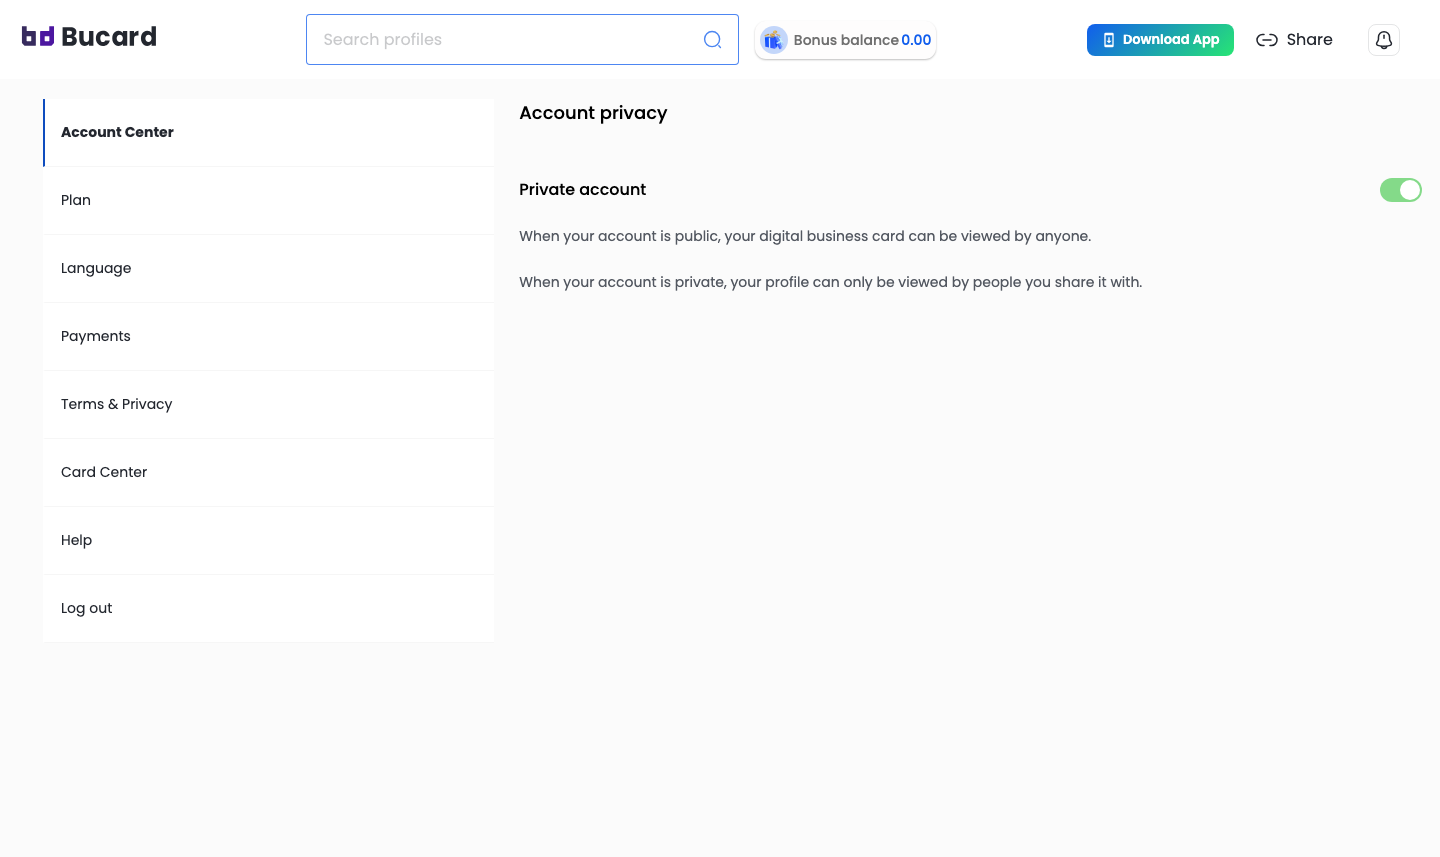 Bucard
Search profiles
Bonus balance 0.00
Download App
Share
Account Center
Plan
Language
Payments
Terms & Privacy
Card Center
Help
Log out
Account privacy
Private account
When your account is public, your digital business card can be viewed by anyone.
When your account is private, your profile can only be viewed by people you share it with.